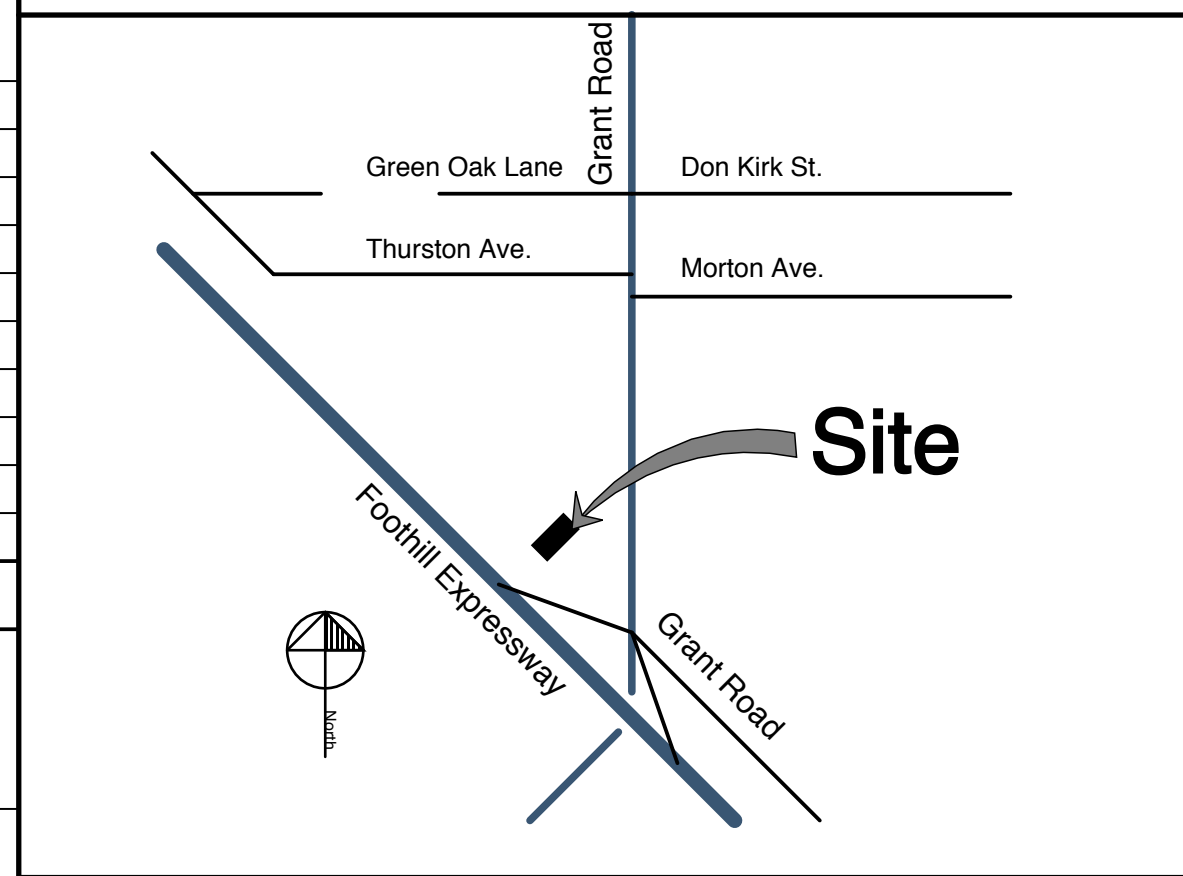 Grant Road
Green Oak Lane
Don Kirk St.
Thurston Ave.
Morton Ave.
Site
Foothill Expressway
Grant Road
North